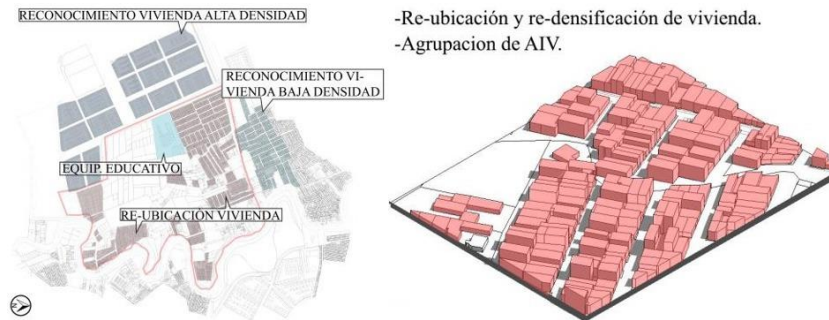 RECONOCIMIENTO VIVIENDA ALTA DENSIDAD
RECONOCIMIENTO VI-
VIENDA BAJA DENSIDAD
EQUIP. EDUCATIVO
RE-UBICACIÓN VIVIENDA
-Re-ubicación y re-densificación de vivienda.
-Agrupacion de AIV.